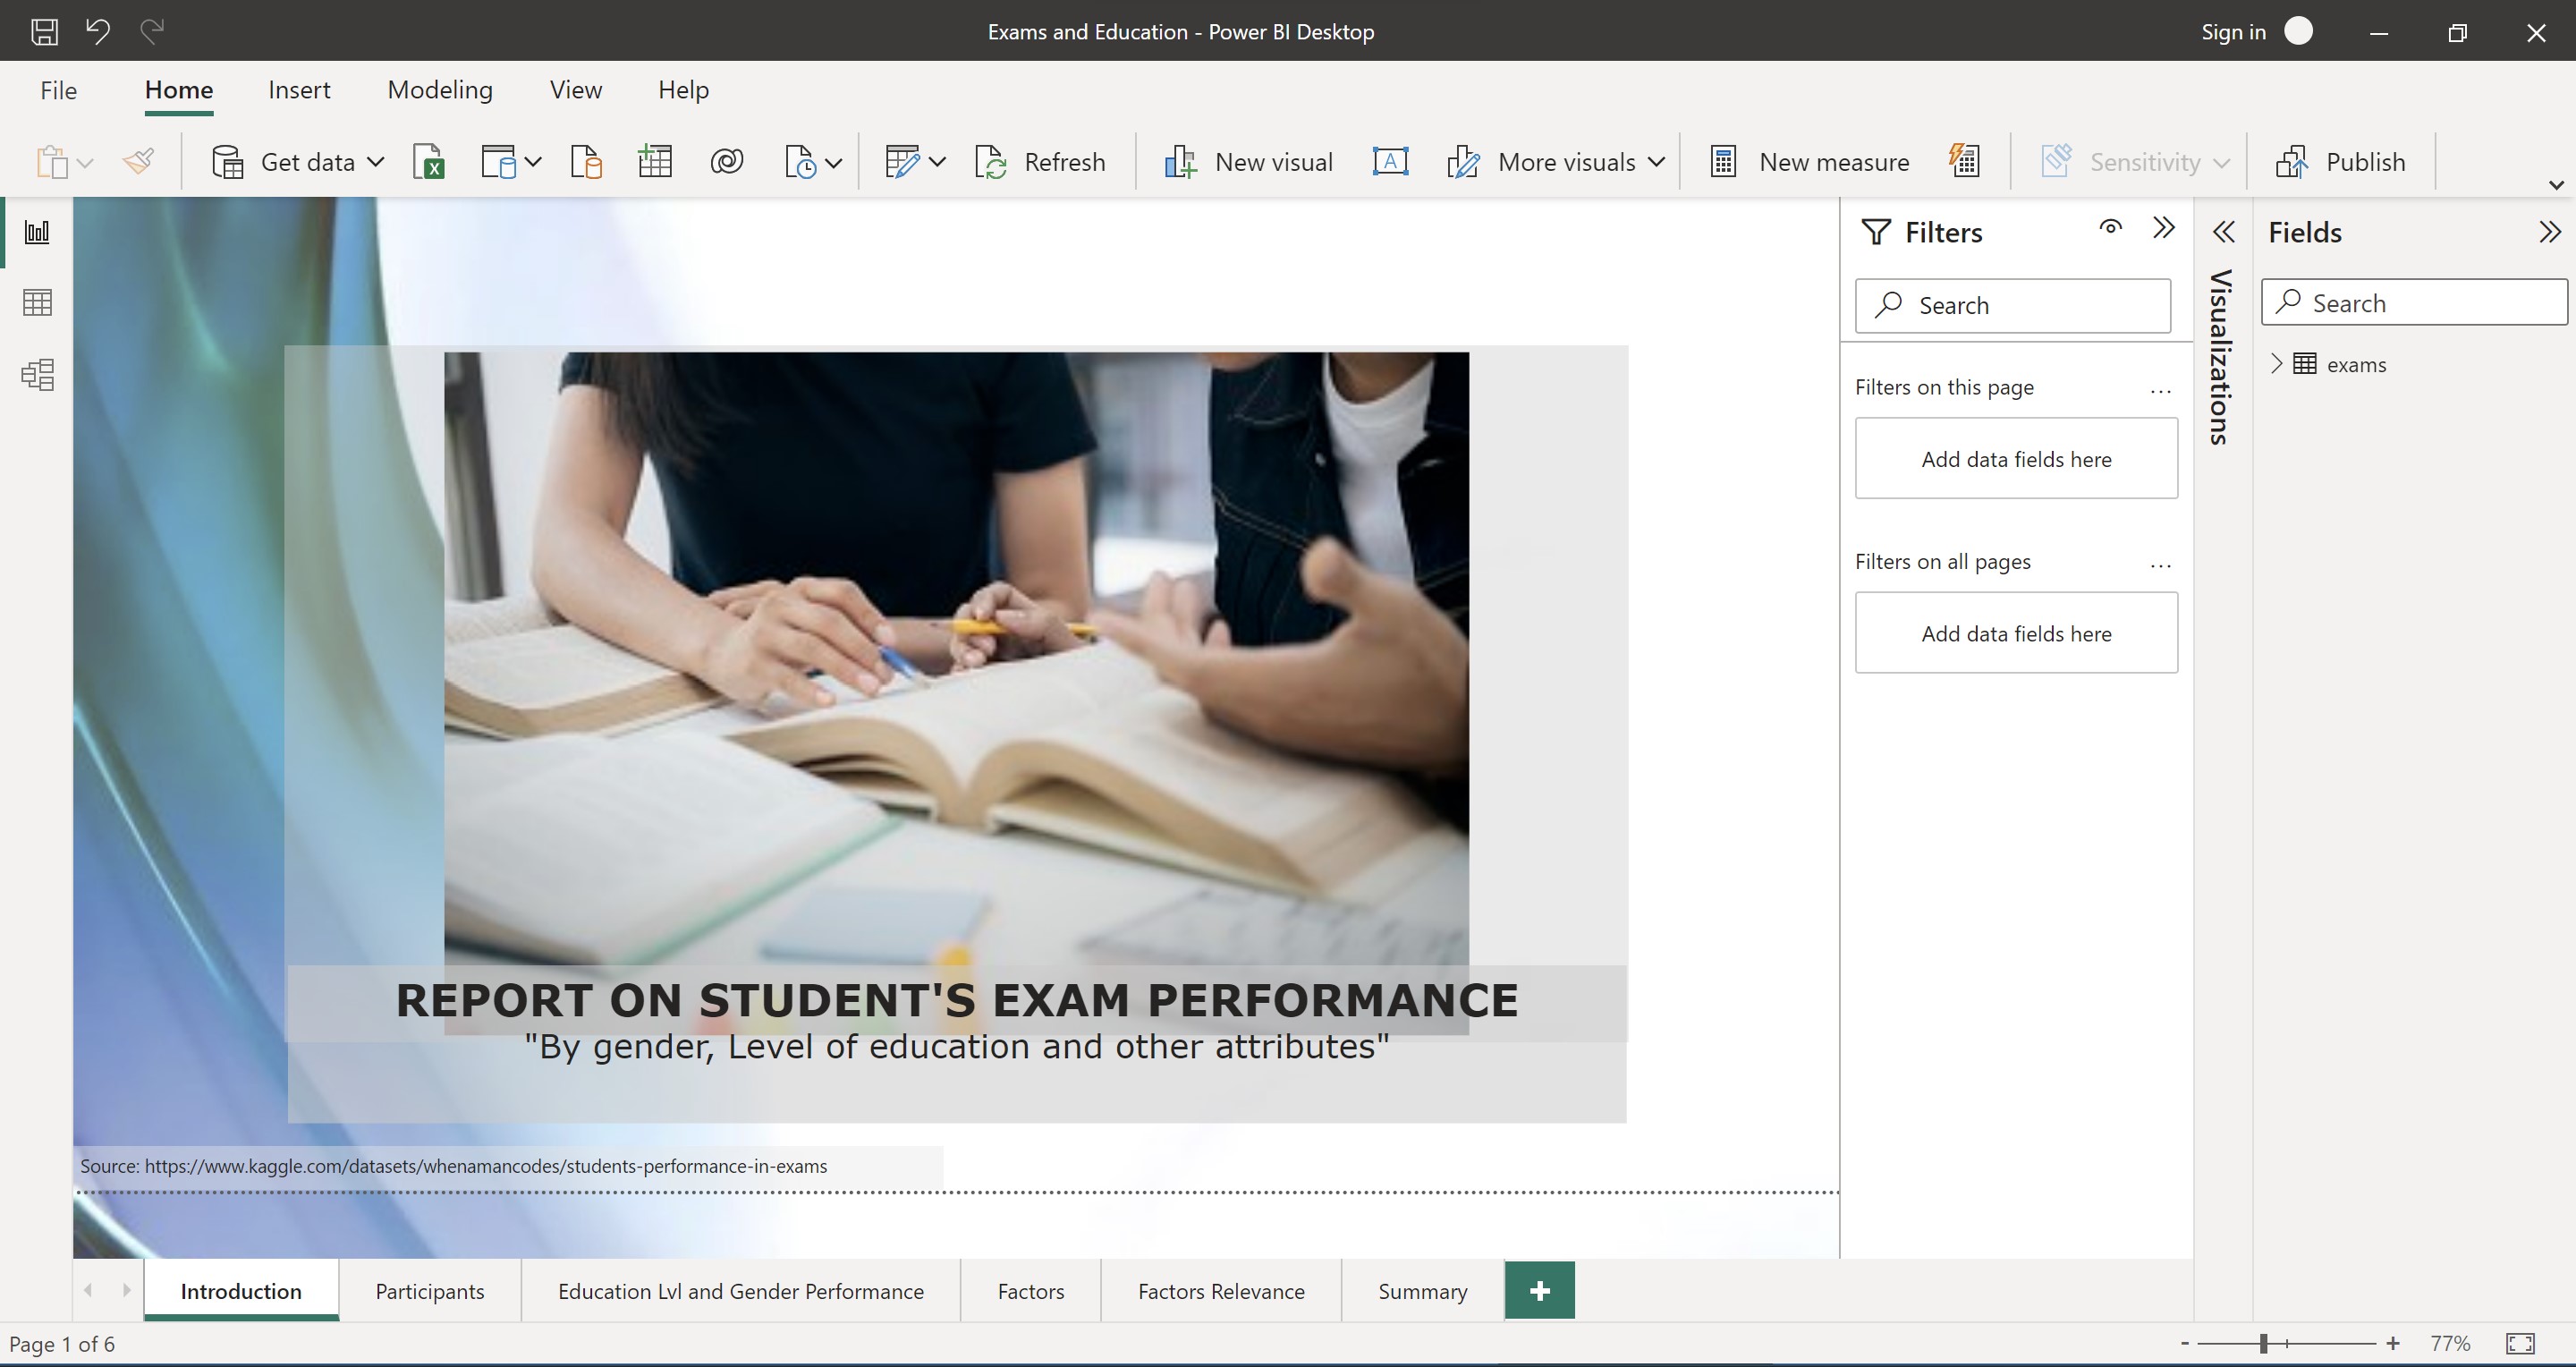 Exams and Education - Power BI Desktop
Sign in
File
Home
Insert
Modeling
View
Help
Get data
Refresh
New visual
More visuals
New measure
Sensitivity
Publish
Filters
Search
Filters on this page
...
Add data fields here
Filters on all pages
...
Add data fields here
Visualizations
Fields
Search
exams
REPORT ON STUDENT'S EXAM PERFORMANCE
"By gender, Level of education and other attributes"
Source: https://www.kaggle.com/datasets/whenamancodes/students-performance-in-exams
Introduction
Participants
Education Lvl and Gender Performance
Factors
Factors Relevance
Summary
+
Page 1 of 6
- + 77%